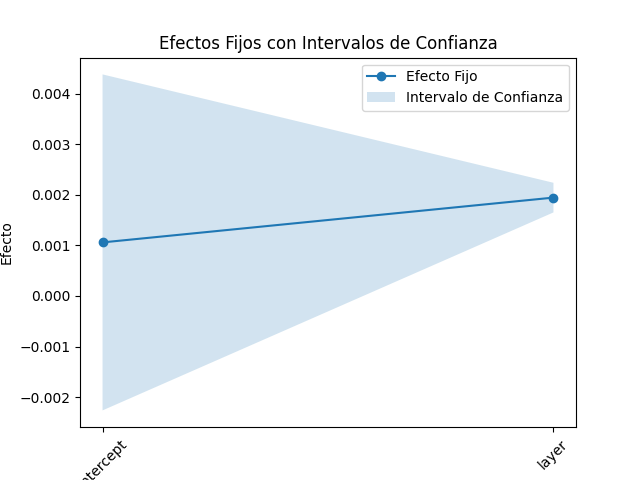 Efectos Fijos con Intervalos de Confianza
Efecto Fijo
Intervalo de Confianza
0.004
0.003
0.002
0.001
0.000
−0.001
−0.002
Efecto
ntercept
layer